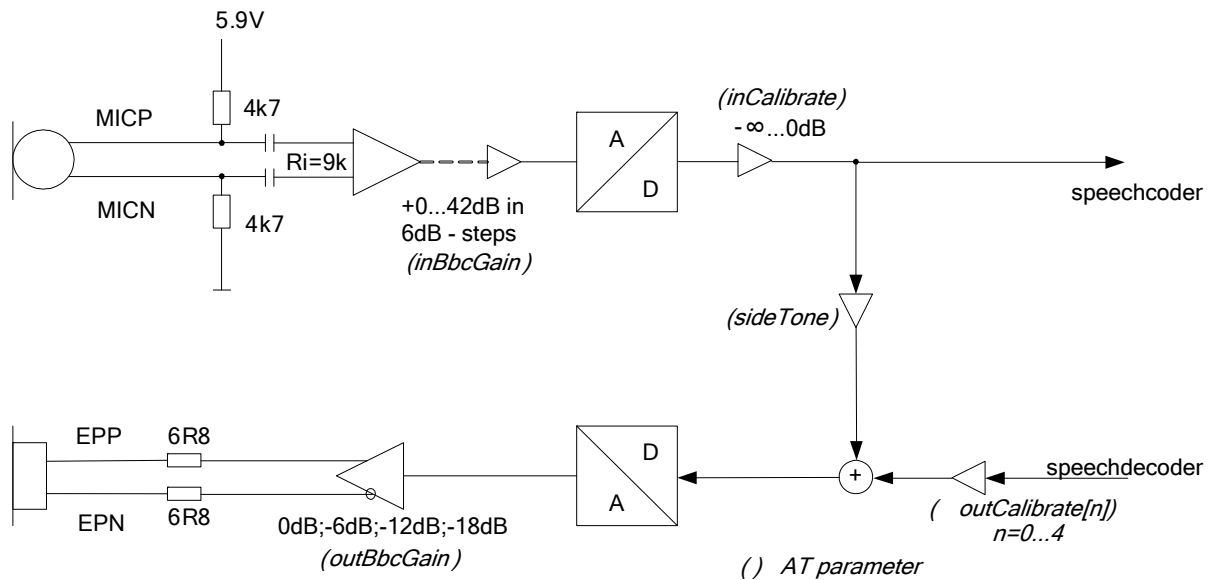 5.9V
4k7
MICP
Ri=9k
MICN
4k7
+0...42dB in
6dB - steps
(inBbcGain)
A
D
(inCalibrate)
-∞...0dB
speechcoder
(sideTone)
EPP
6R8
EPN
6R8
0dB;-6dB;-12dB;-18dB
(outBbcGain)
D
A
+
speechdecoder
( outCalibrate[n])
n=0...4
( ) AT parameter